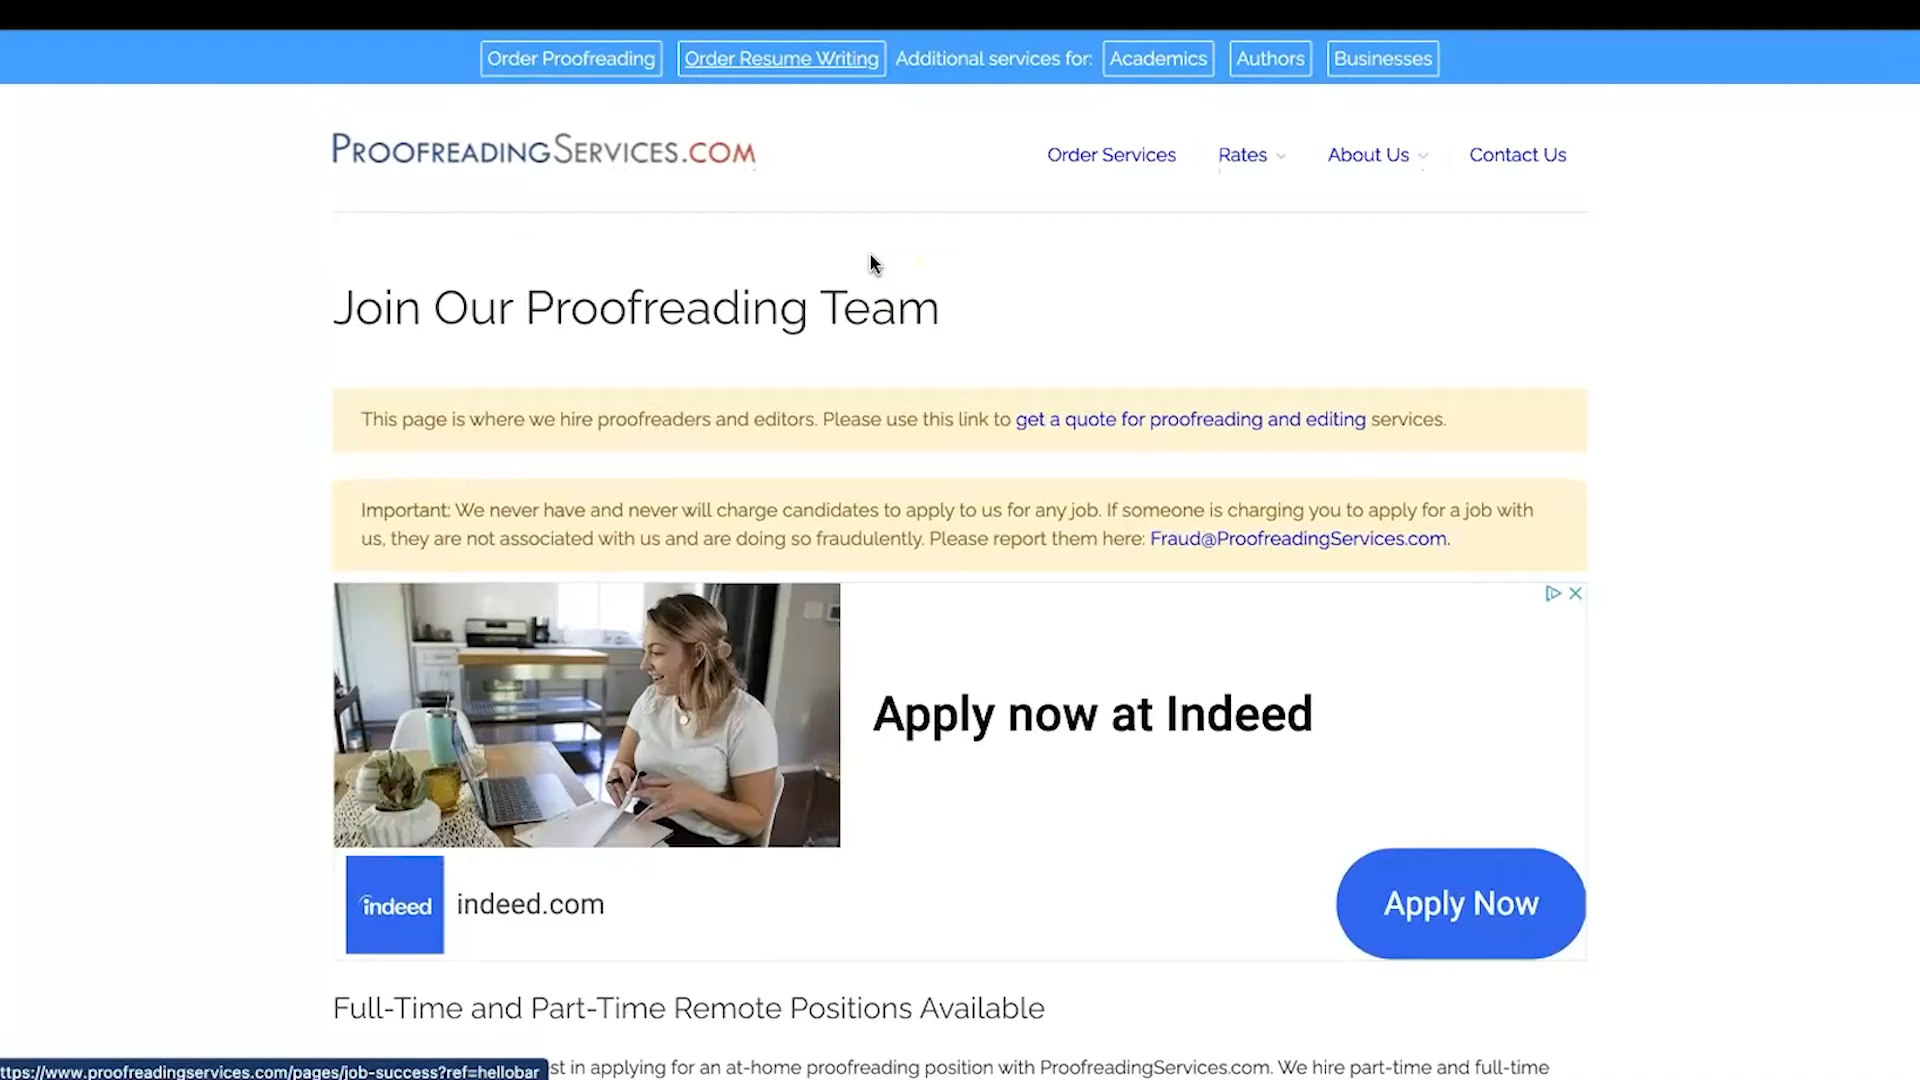 Order Proofreading Order Resume Writing Additional services for: Academics Authors Businesses
PROOFREADINGSERVICES.COM
Order Services Rates About Us Contact Us
Join Our Proofreading Team
This page is where we hire proofreaders and editors. Please use this link to get a quote for proofreading and editing services.
Important: We never have and never will charge candidates to apply to us for any job. If someone is charging you to apply for a job with
us, they are not associated with us and are doing so fraudulently. Please report them here: Fraud@ProofreadingServices.com.
Apply now at Indeed
indeed indeed.com
Apply Now
Full-Time and Part-Time Remote Positions Available
st in applying for an at-home proofreading position with ProofreadingServices.com. We hire part-time and full-time
ttps://www.proofreadingservices.com/pages/job-success?ref=hellobar